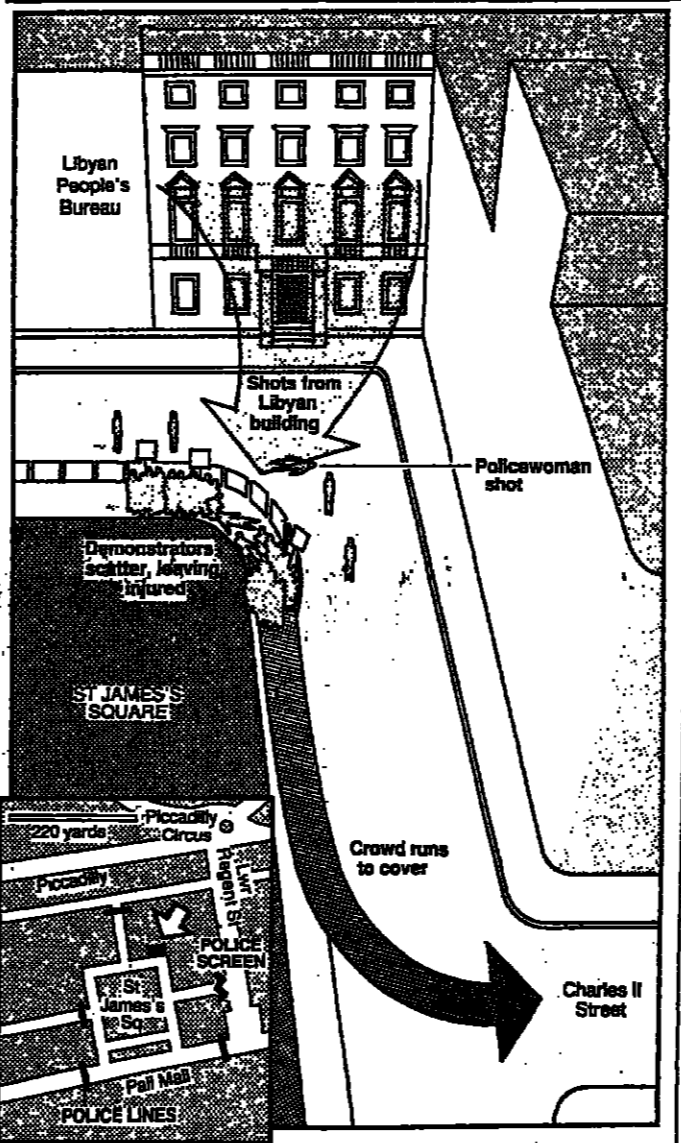 Libyan
People's
Bureau
Shots from
Libyan
building
Policewoman
shot
Demonstrators
scatter, leaving
injured
ST JAMES'S
SQUARE
Crowd runs
to cover
Charles II
Street
220 yards
Piccadilly
Circus
Piccadilly
Lwr
Regent St
POLICE
SCREEN
St
James's
Sq
Pall Mall
POLICE LINES